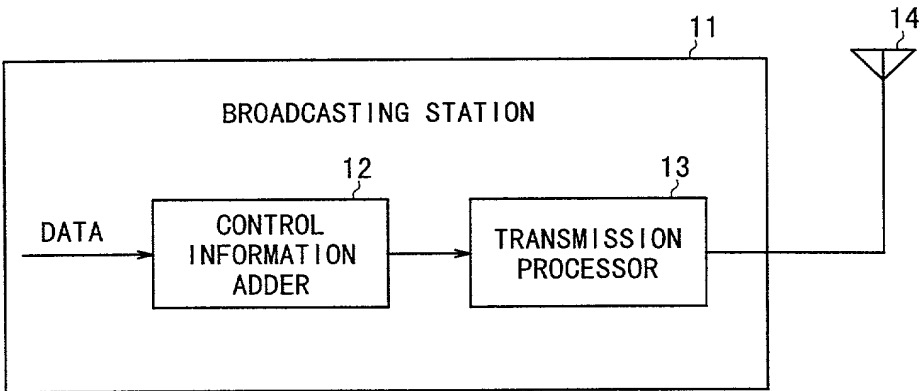 11
14
BROADCASTING STATION
12
13
DATA
CONTROL
INFORMATION
ADDER
TRANSMISSION
PROCESSOR